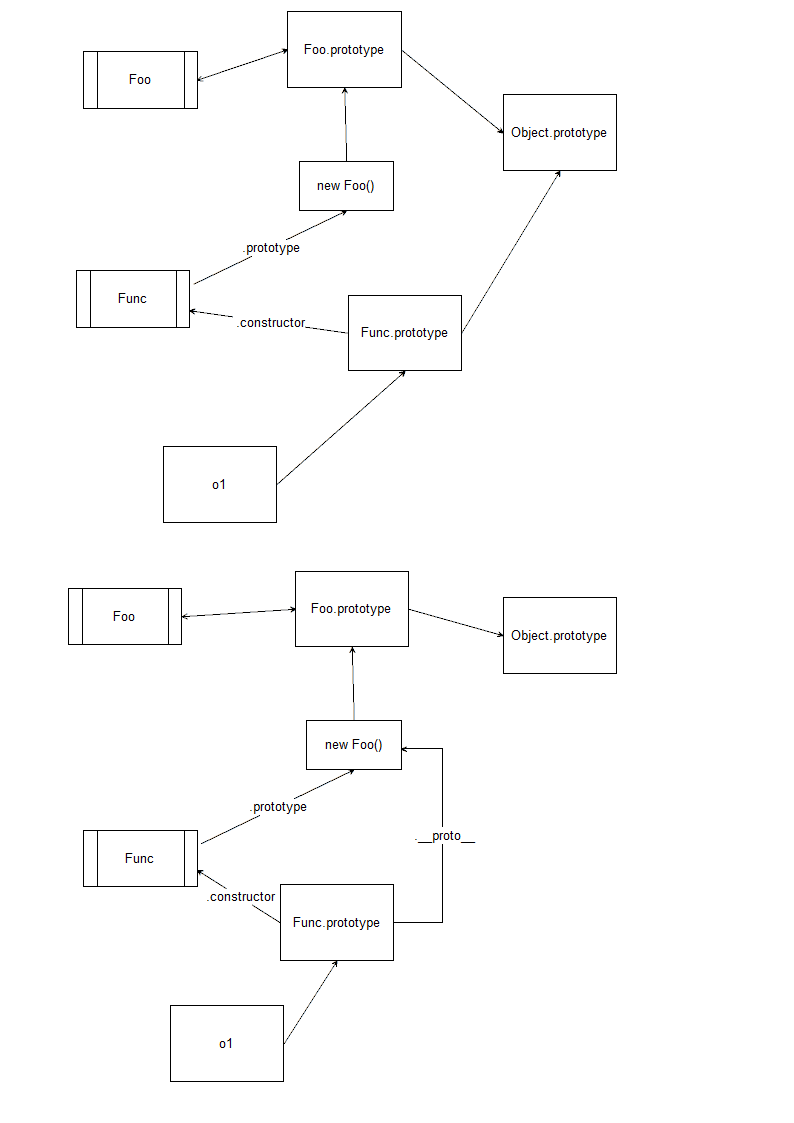 Foo.prototype
Foo
Object.prototype
new Foo()
.prototype
Func
.constructor
Func.prototype
o1
Foo.prototype
Foo
Object.prototype
new Foo()
.prototype
.__proto__
Func
.constructor
Func.prototype
o1